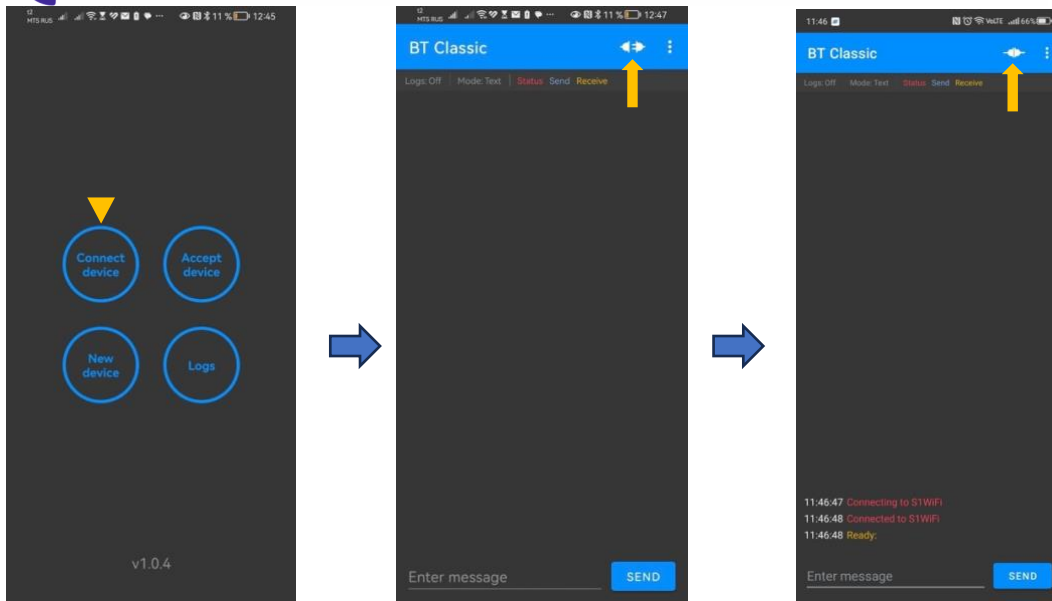 t2
MTS RUS
11 % 12:45
Connect
device
Accept
device
New
device
Logs
v1.0.4
t2
MTS RUS
11 % 12:47
BT Classic
Logs: Off Mode: Text Status Send Receive
Enter message
SEND
11:46
VoLTE 66%
BT Classic
Logs: Off Mode: Text Status Send Receive
11:46:47 Connecting to S1WiFi
11:46:48 Connected to S1WiFi
11:46:48 Ready:
Enter message
SEND